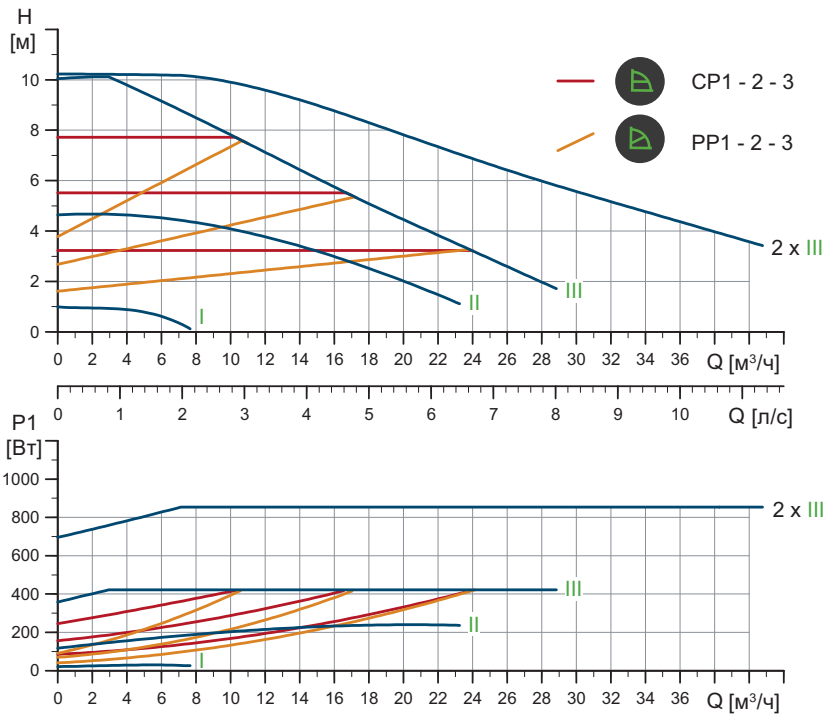 H
[м]
10
8
6
4
2
0
CP1 - 2 - 3
PP1 - 2 - 3
2 x III
III
II
I
0 2 4 6 8 10 12 14 16 18 20 22 24 26 28 30 32 34 36 Q [м³/ч]
0 1 2 3 4 5 6 7 8 9 10 Q [л/с]
P1
[Вт]
1000
800
600
400
200
0
2 x III
III
II
I
0 2 4 6 8 10 12 14 16 18 20 22 24 26 28 30 32 34 36 Q [м³/ч]